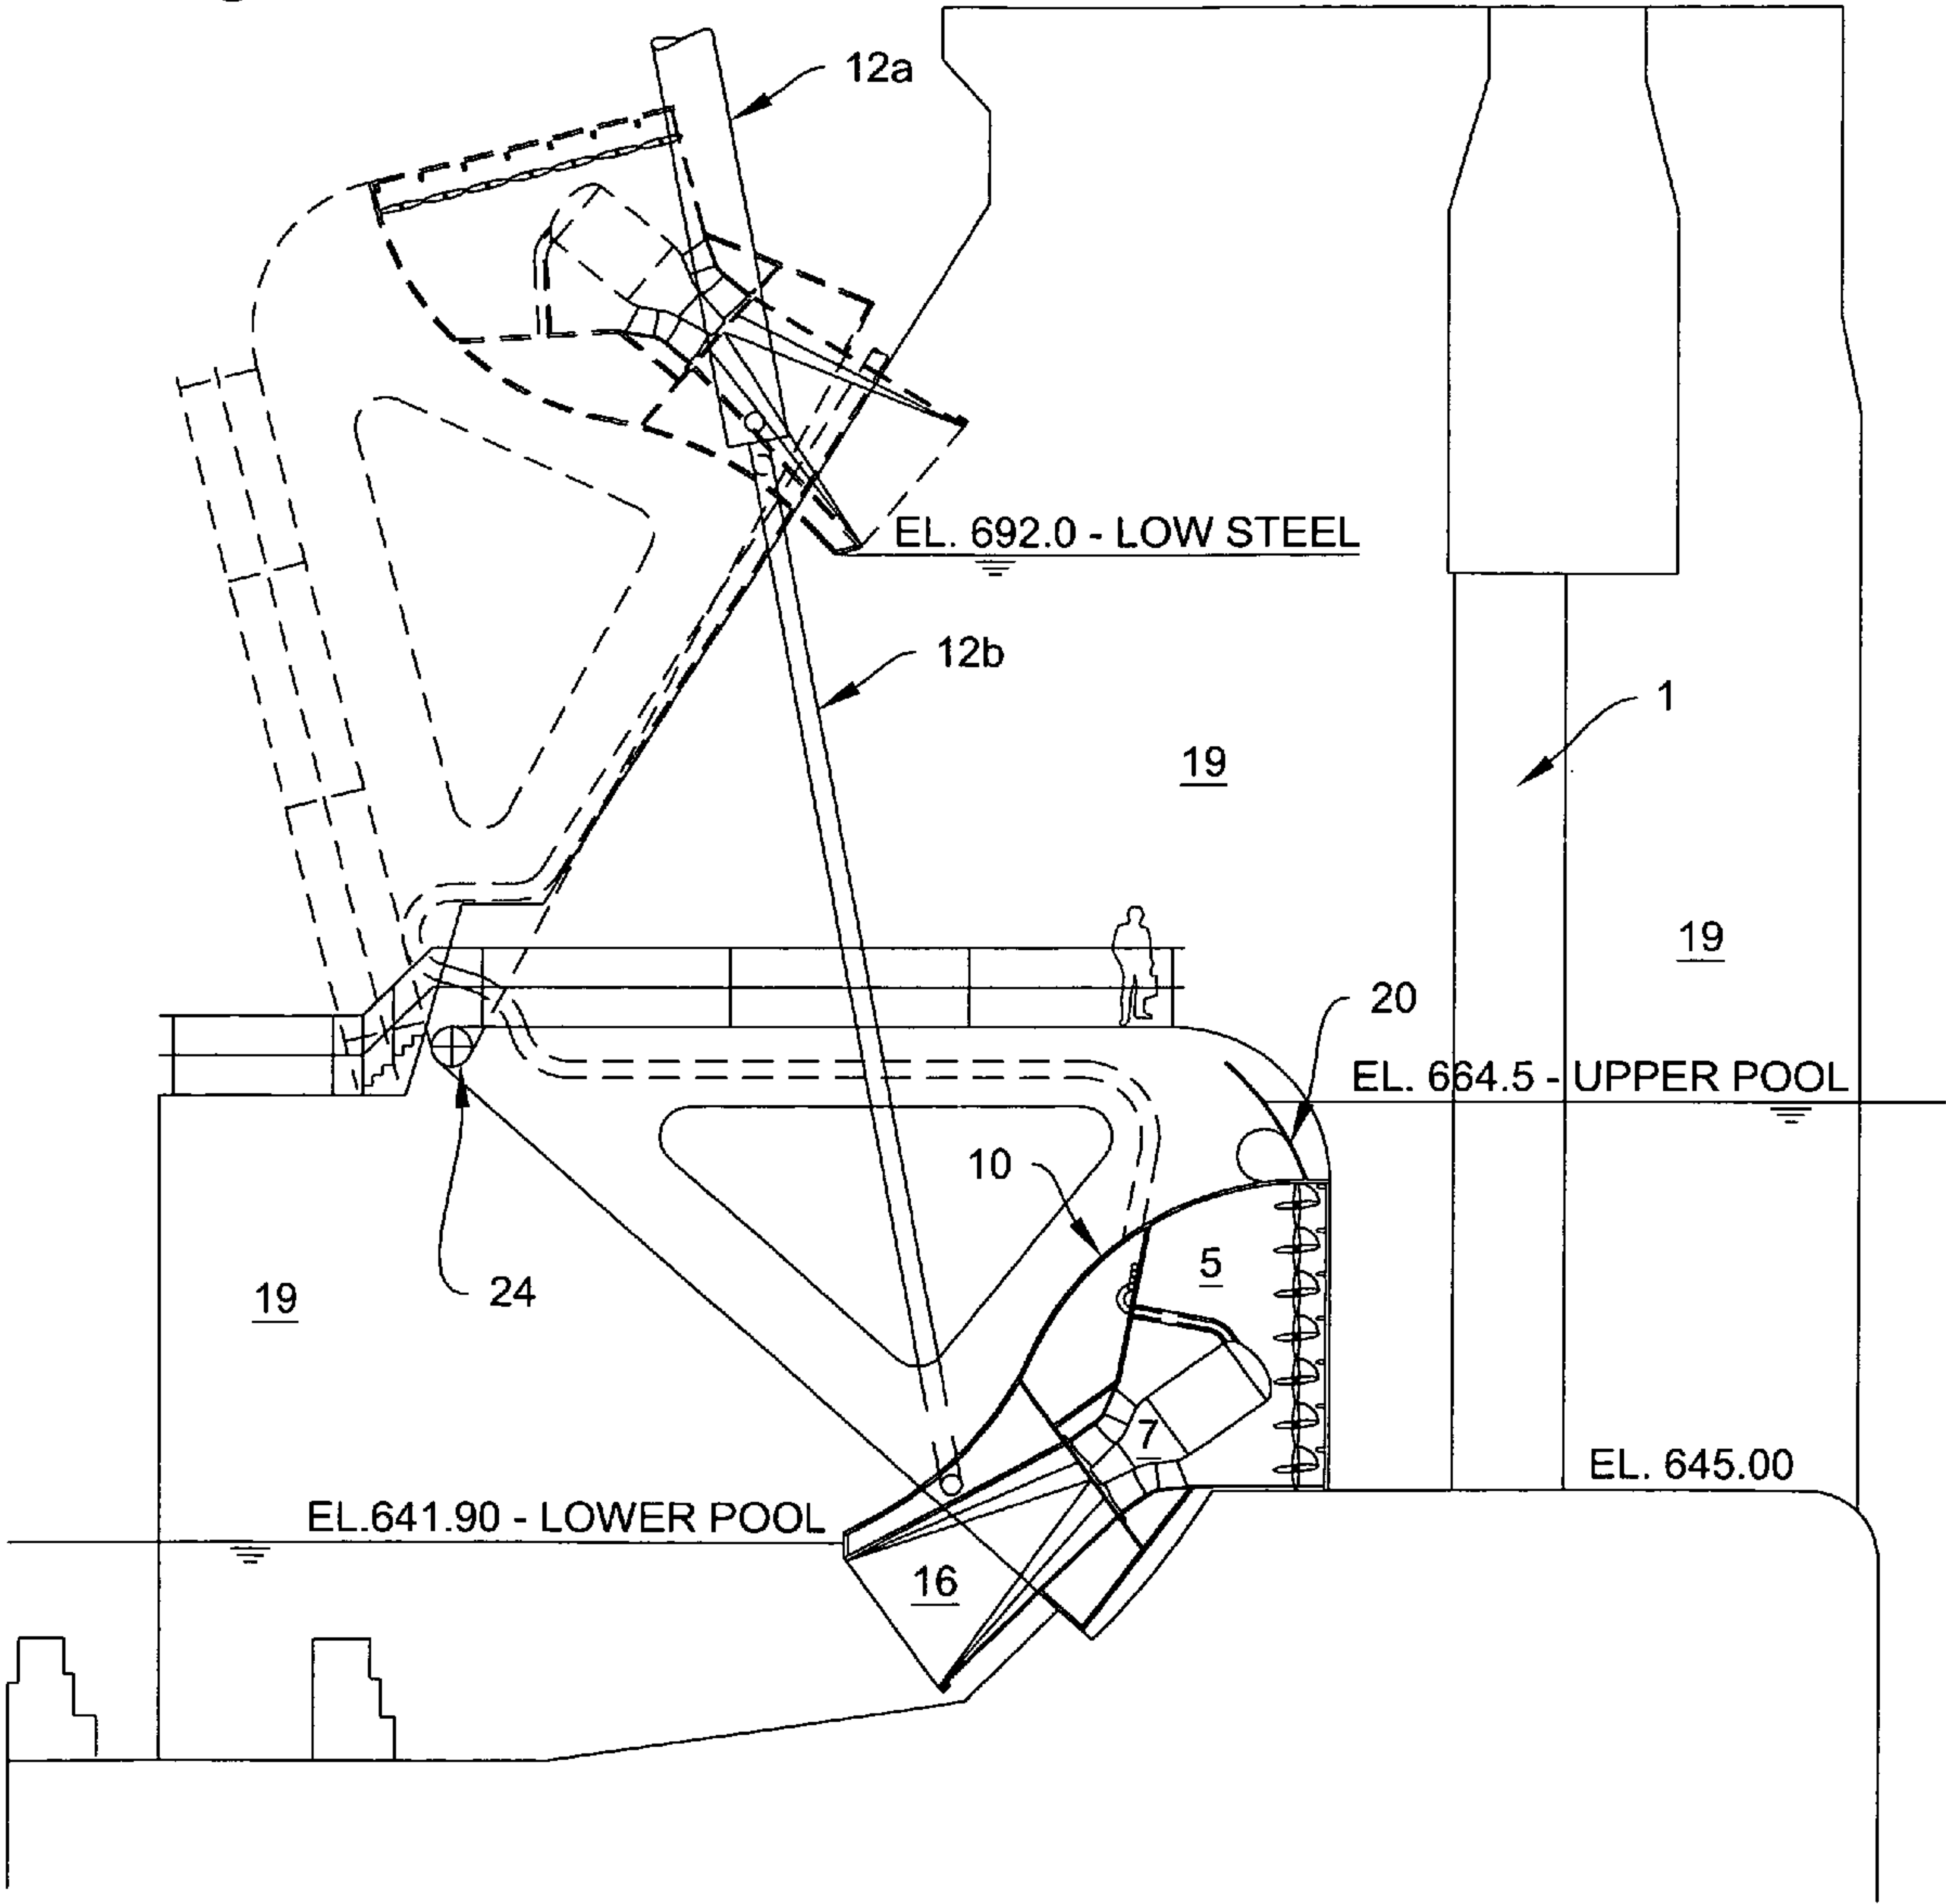 12a
EL. 692.0 - LOW STEEL
12b
1
19
19
20
EL. 664.5 - UPPER POOL
10
5
24
19
7
EL. 645.00
EL.641.90 - LOWER POOL
16